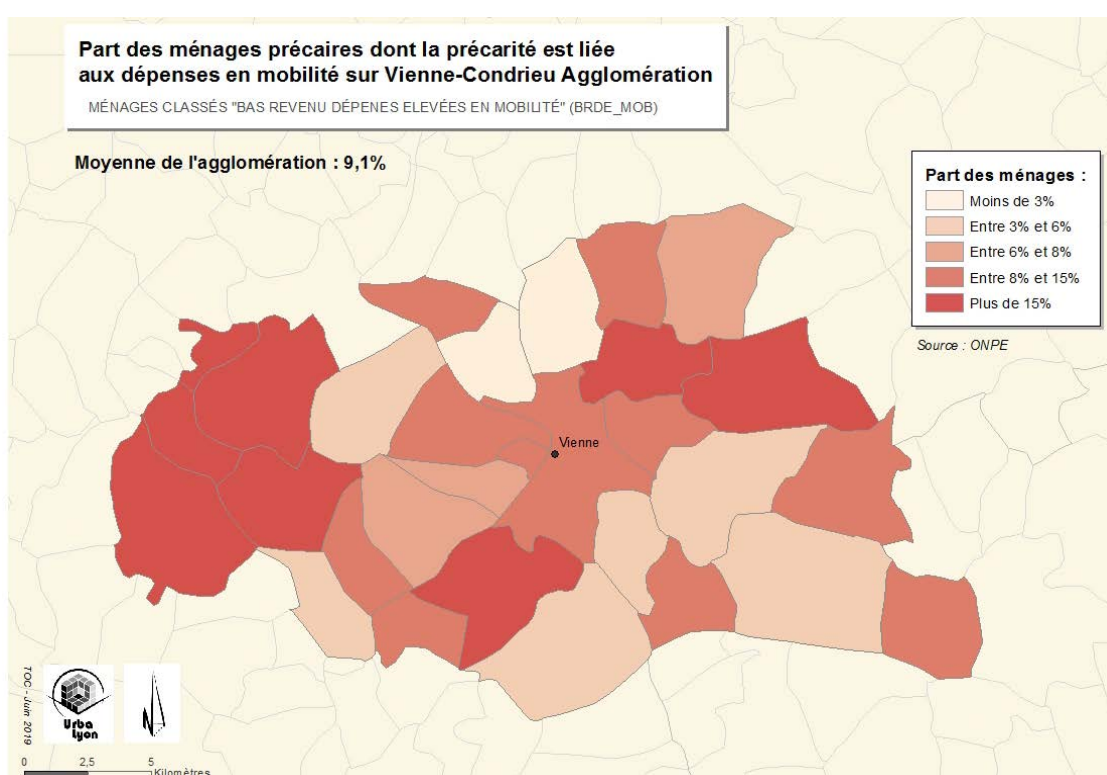 Part des ménages précaires dont la précarité est liée
aux dépenses en mobilité sur Vienne-Condrieu Agglomération
MÉNAGES CLASSÉS "BAS REVENU DÉPENES ELEVÉES EN MOBILITÉ" (BRDE_MOB)
Moyenne de l'agglomération : 9,1%
Part des ménages :
Moins de 3%
Entre 3% et 6%
Entre 6% et 8%
Entre 8% et 15%
Plus de 15%
Source : ONPE
Vienne
TOC - Juin 2019
Urba
Lyon
N
0 2,5 5
Kilomètres